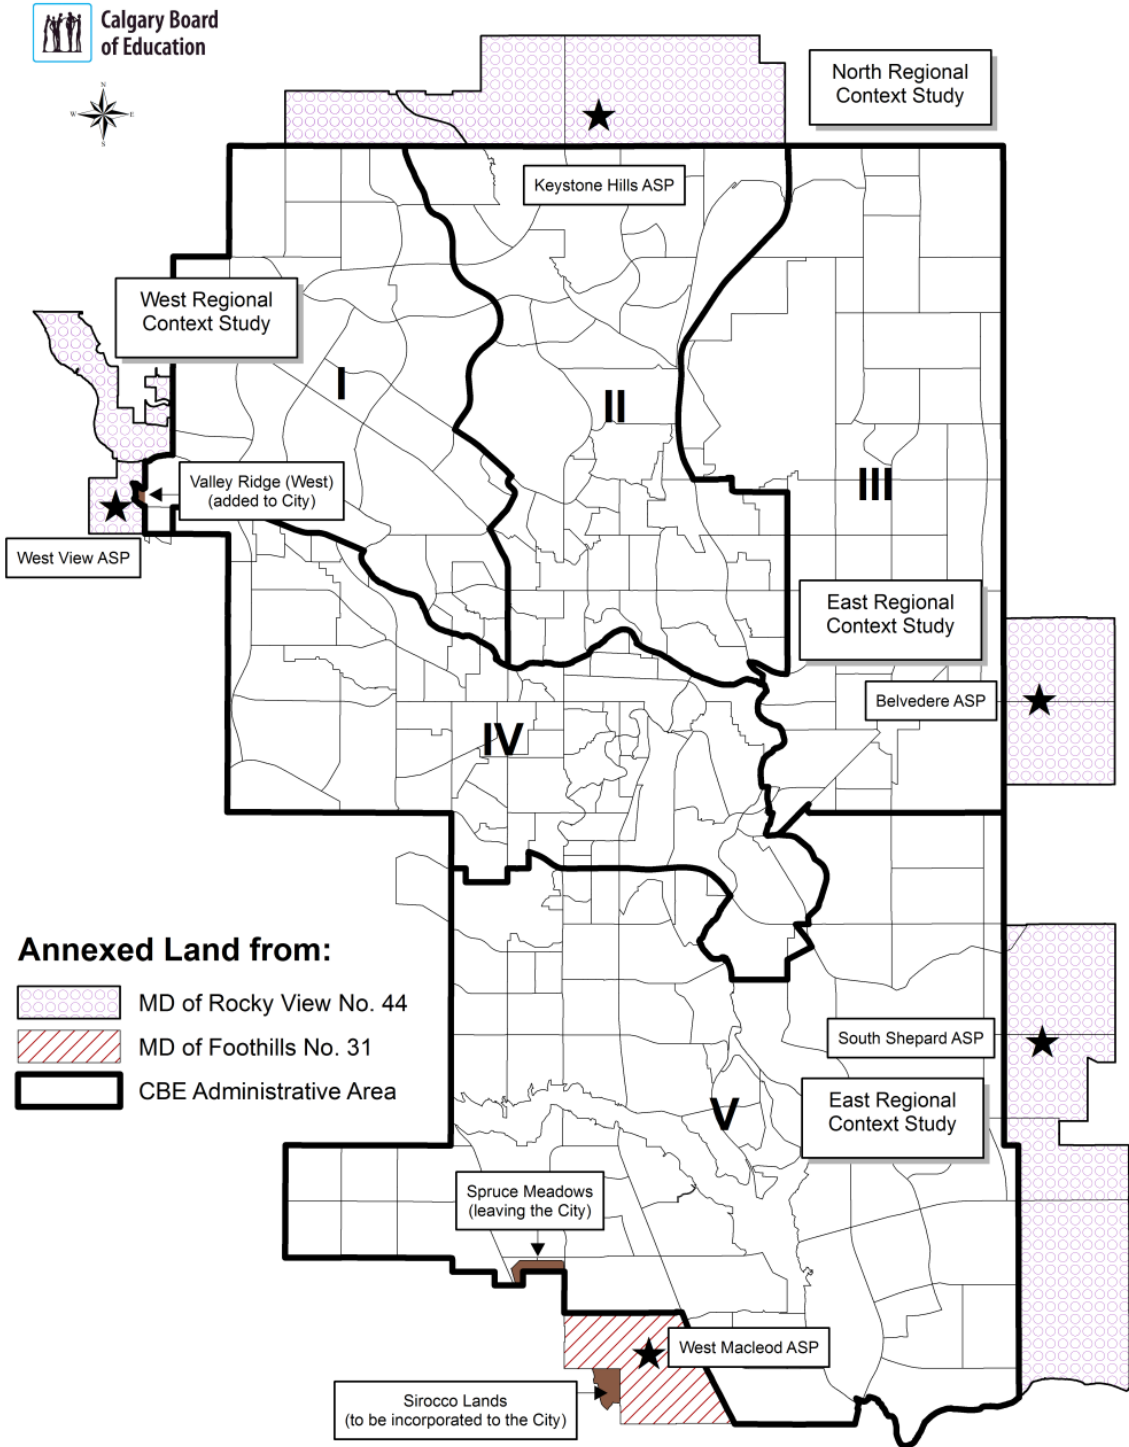 Calgary Board
of Education
N
W
E
S
North Regional
Context Study
Keystone Hills ASP
West Regional
Context Study
I
II
III
Valley Ridge (West)
(added to City)
West View ASP
East Regional
Context Study
Belvedere ASP
IV
Annexed Land from:
MD of Rocky View No. 44
MD of Foothills No. 31
CBE Administrative Area
South Shepard ASP
East Regional
Context Study
V
Spruce Meadows
(leaving the City)
West Macleod ASP
Sirocco Lands
(to be incorporated to the City)